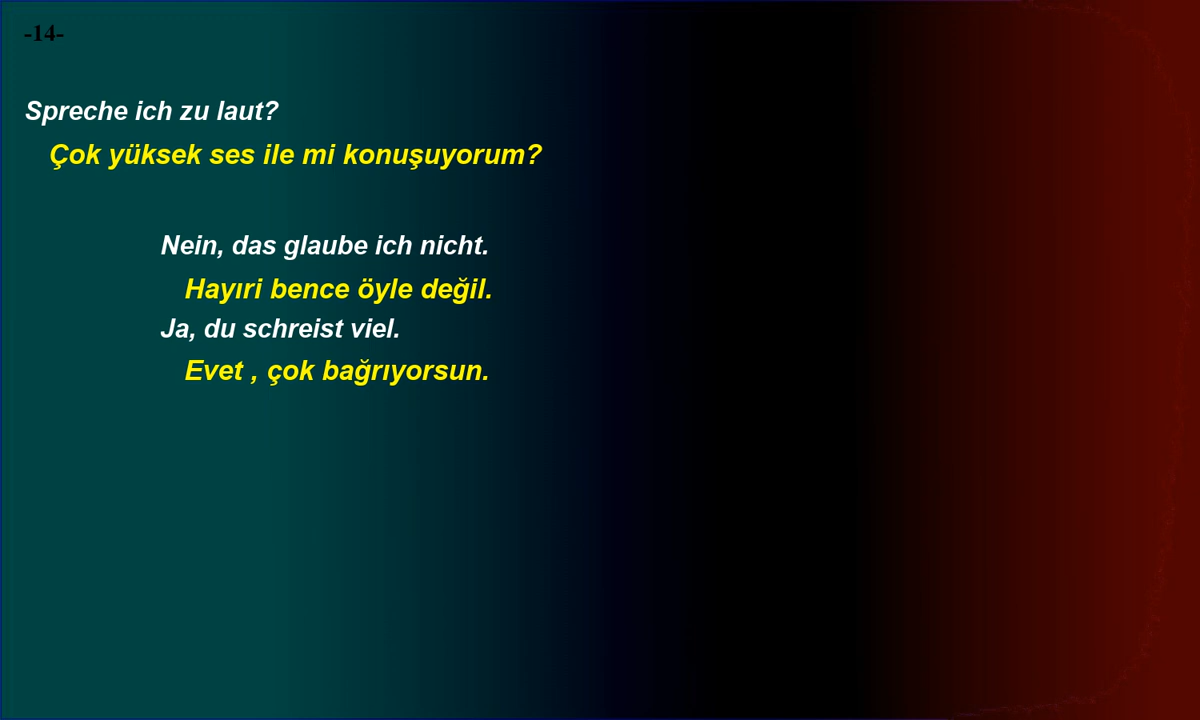 -14-
Spreche ich zu laut?
Çok yüksek ses ile mi konuşuyorum?
Nein, das glaube ich nicht.
Hayıri bence öyle değil.
Ja, du schreist viel.
Evet , çok bağrıyorsun.